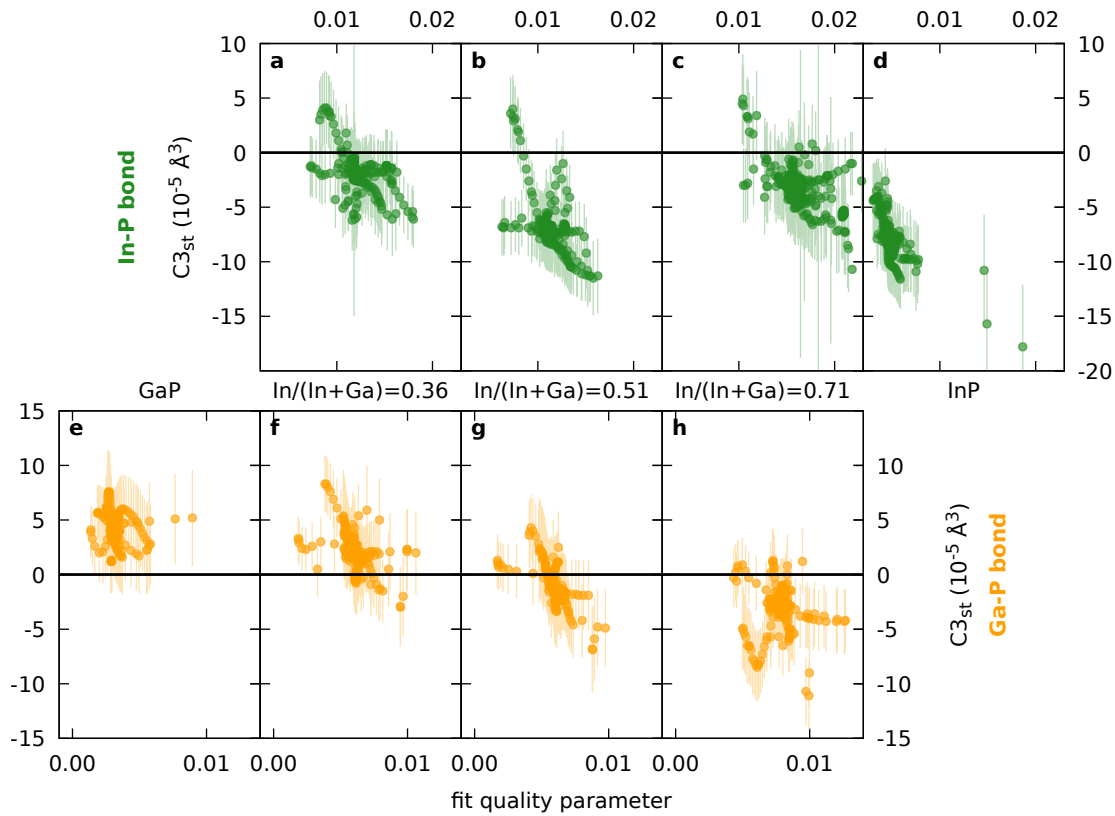 0.01 0.02 0.01 0.02 0.01 0.02 0.01 0.02
10 a b c d 10
5 5
0 0
-5 -5
-10 -10
-15 -15
-20
In-P bond
C3st (10-5 Å3)
GaP In/(In+Ga)=0.36 In/(In+Ga)=0.51 In/(In+Ga)=0.71 InP
15 e f g h
10 10
5 5
0 0
-5 -5
-10 -10
-15 -15
C3st (10-5 Å3)
Ga-P bond
0.00 0.01 0.00 0.01 0.00 0.01 0.00 0.01
fit quality parameter